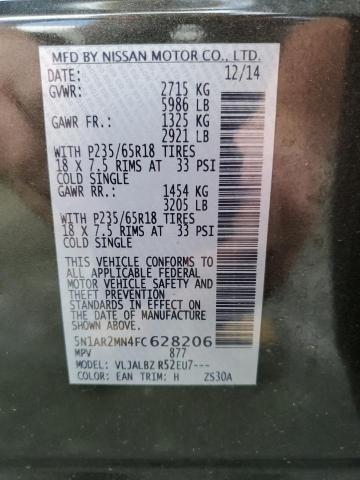 MFD BY NISSAN MOTOR CO., LTD.
DATE: 12/14
GVWR: 2715 KG
5986 LB
GAWR FR.: 1325 KG
2921 LB
WITH P235/65R18 TIRES
18 X 7.5 RIMS AT 33 PSI
COLD SINGLE
GAWR RR.: 1454 KG
3205 LB
WITH P235/65R18 TIRES
18 X 7.5 RIMS AT 33 PSI
COLD SINGLE
THIS VEHICLE CONFORMS TO
ALL APPLICABLE FEDERAL
MOTOR VEHICLE SAFETY AND
THEFT PREVENTION
STANDARDS IN EFFECT ON
THE DATE OF MANUFACTURE
SHOWN ABOVE.
5N1AR2MN4FC628206
MPV 877
MODEL: VLJALBZ R52EU7---
COLOR: EAN TRIM: H ZS30A